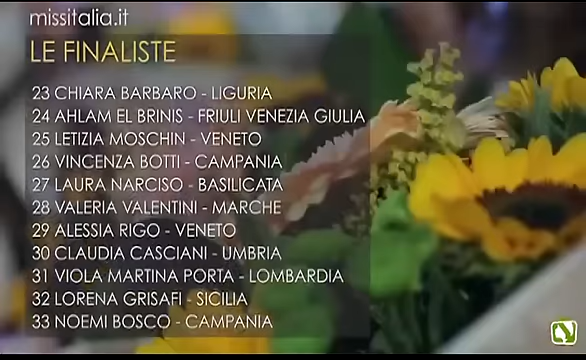 missitalia.it
LE FINALISTE
23 CHIARA BARBARO - LIGURIA
24 AHLAM EL BRINIS - FRIULI VENEZIA GIULIA
25 LETIZIA MOSCHIN - VENETO
26 VINCENZA BOTTI - CAMPANIA
27 LAURA NARCISO - BASILICATA
28 VALERIA VALENTINI - MARCHE
29 ALESSIA RIGO - VENETO
30 CLAUDIA CASCIANI - UMBRIA
31 VIOLA MARTINA PORTA - LOMBARDIA
32 LORENA GRISAFI - SICILIA
33 NOEMI BOSCO - CAMPANIA